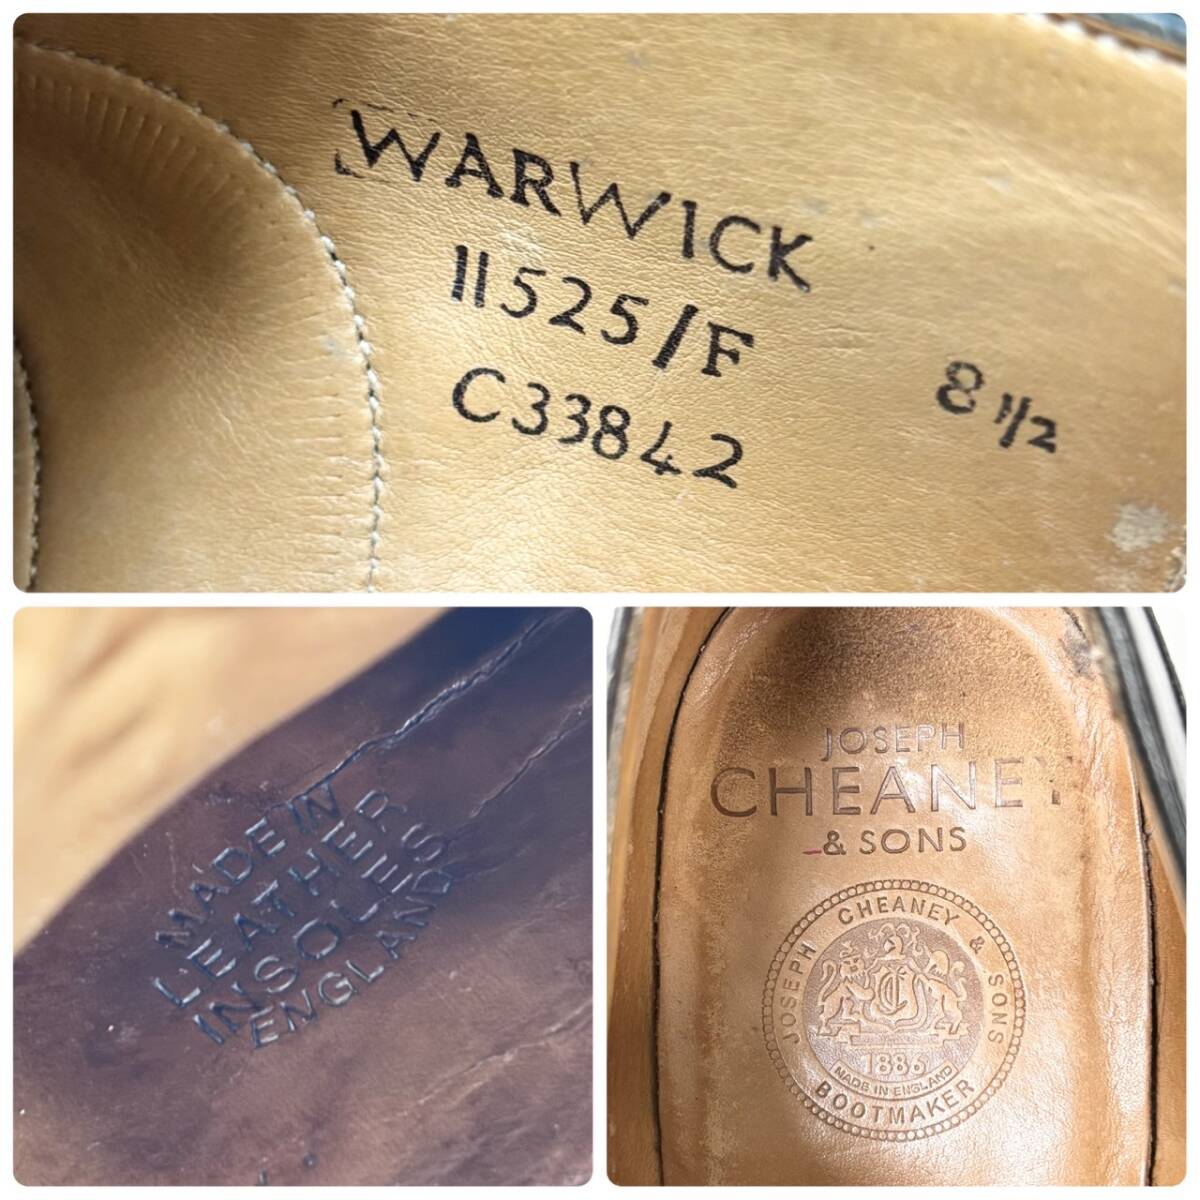 WARWICK
11525/F
C33842
8 1/2
MADE IN
LEATHER
INSOLES
ENGLAND
JOSEPH
CHEANEY
& SONS
JOSEPH CHEANEY & SONS
1886
MADE IN ENGLAND
BOOTMAKER